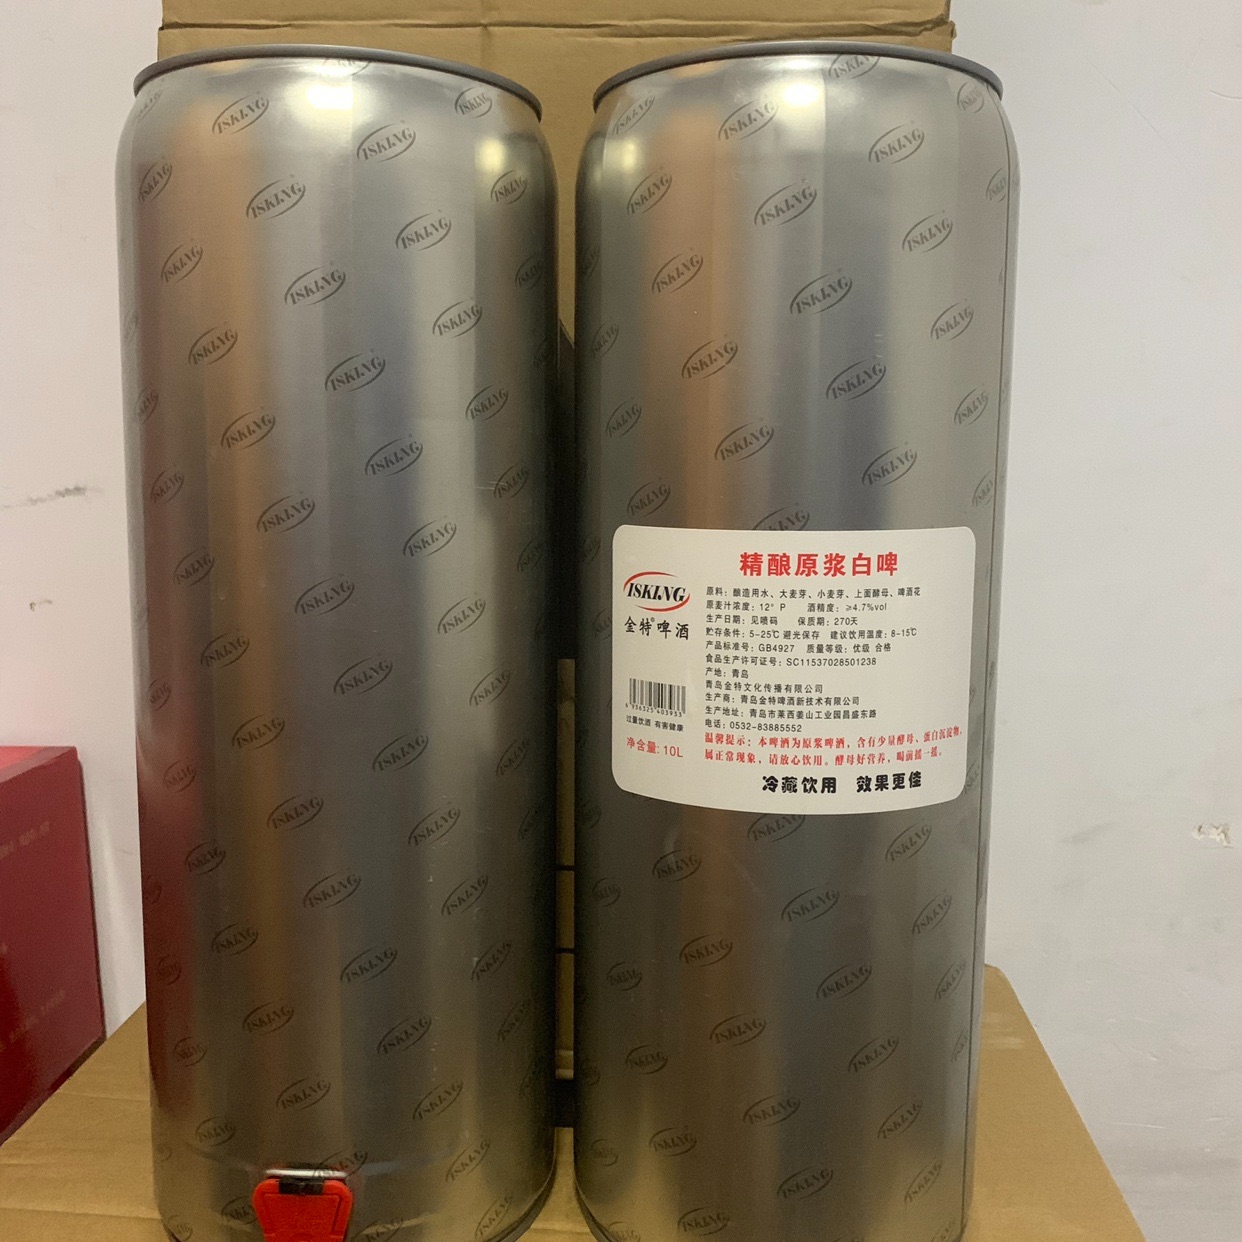 精酿原浆白啤
ISKING
金特®啤酒
原料：酿造用水、大麦芽、小麦芽、上面酵母、啤酒花
原麦汁浓度：12°P 酒精度：≥4.7%vol
生产日期：见喷码 保质期：270天
贮存条件：5-25℃ 避光保存 建议饮用温度：8-15℃
产品标准号：GB4927 质量等级：优级 合格
食品生产许可证号：SC11537028501238
产地：青岛
青岛金特文化传播有限公司
生产商：青岛金特啤酒新技术有限公司
生产地址：青岛市莱西姜山工业园昌盛东路
电话：0532-83885552
6 936325 403933
过量饮酒 有害健康
净含量：10L
温馨提示：本啤酒为原浆啤酒，含有少量酵母、蛋白沉淀物，
属正常现象，请放心饮用。酵母好营养，喝前摇一摇。
冷藏饮用 效果更佳